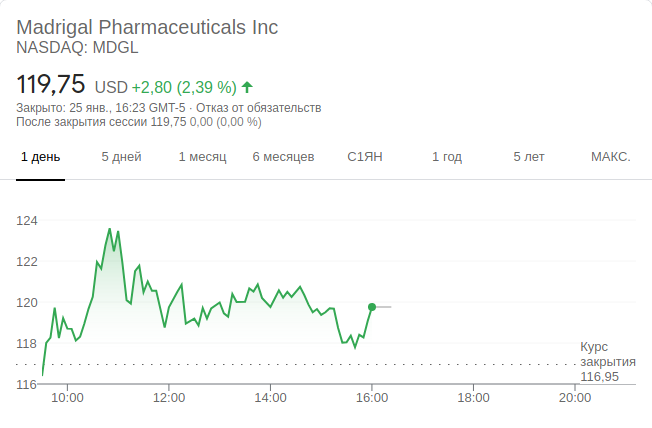 Madrigal Pharmaceuticals Inc
NASDAQ: MDGL
119,75 USD +2,80 (2,39 %)
Закрыто: 25 янв., 16:23 GMT-5 · Отказ от обязательств
После закрытия сессии 119,75 0,00 (0,00 %)
1 день 5 дней 1 месяц 6 месяцев С1ЯН 1 год 5 лет МАКС.
124
122
120
118
Курс
закрытия
116,95
116
10:00 12:00 14:00 16:00 18:00 20:00